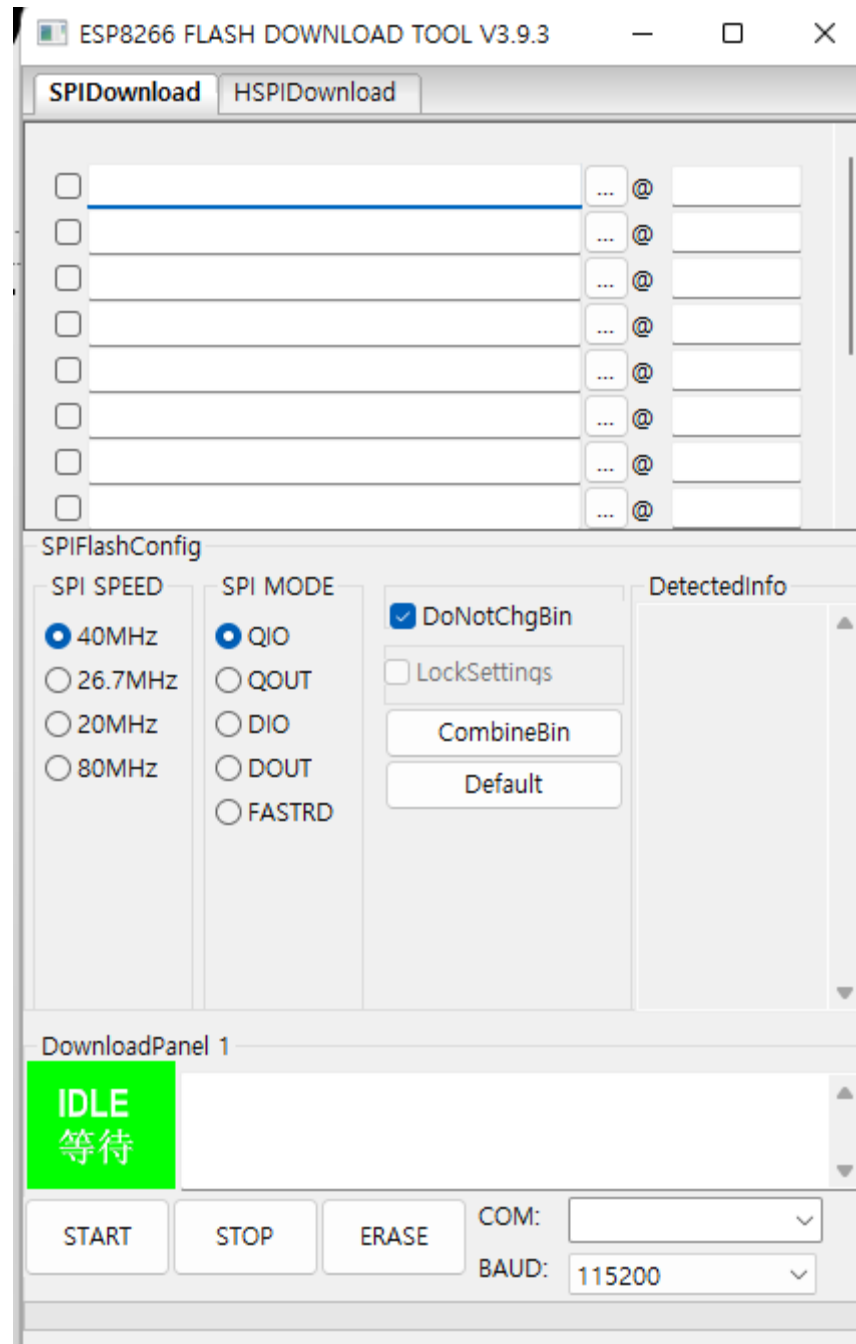 ESP8266 FLASH DOWNLOAD TOOL V3.9.3
SPIDownload HSPIDownload
... @
... @
... @
... @
... @
... @
... @
... @
SPIFlashConfig
SPI SPEED
40MHz
26.7MHz
20MHz
80MHz
SPI MODE
QIO
QOUT
DIO
DOUT
FASTRD
DoNotChgBin
LockSettings
CombineBin
Default
DetectedInfo
DownloadPanel 1
IDLE
等待
START STOP ERASE
COM:
BAUD: 115200